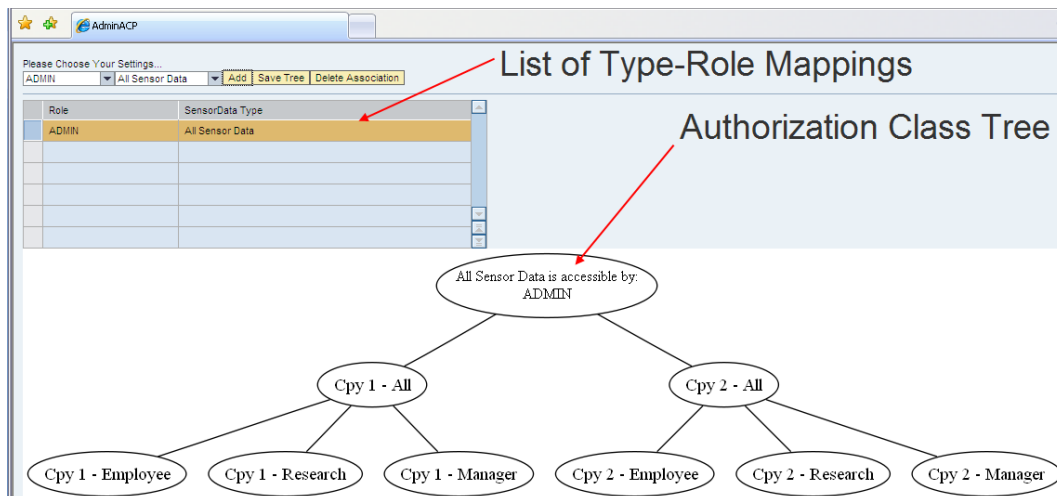 AdminACP
Please Choose Your Settings...
ADMIN All Sensor Data Add Save Tree Delete Association
List of Type-Role Mappings
Role SensorData Type
ADMIN All Sensor Data
Authorization Class Tree
All Sensor Data is accessible by:
ADMIN
Cpy 1 - All Cpy 2 - All
Cpy 1 - Employee Cpy 1 - Research Cpy 1 - Manager Cpy 2 - Employee Cpy 2 - Research Cpy 2 - Manager